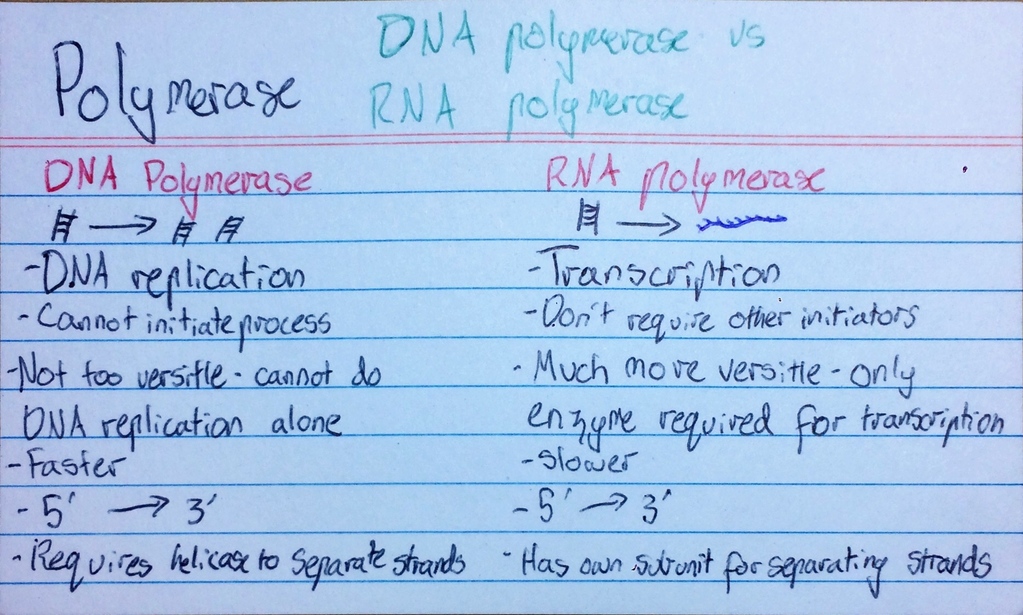 Polymerase
DNA polymerase vs
RNA polymerase
DNA Polymerase
-DNA replication
-Cannot initiate process
-Not too versitle - cannot do
DNA replication alone
-Faster
-5' → 3'
-Requires helicase to separate strands
RNA polymerase
-Transcription
-Don't require other initiators
-Much more versitle - only
enzyme required for transcription
-Slower
-5' → 3'
-Has own subunit for separating strands